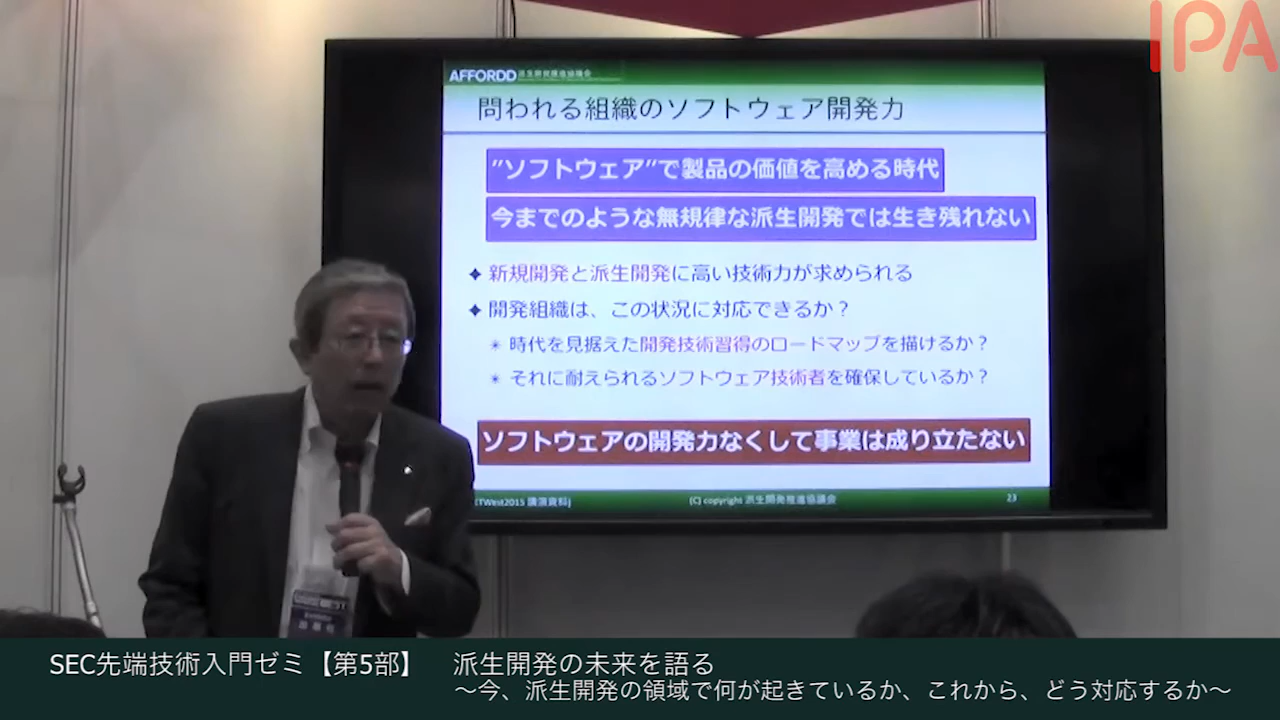 IPA
AFFORDD 派生開発推進協議会
問われる組織のソフトウェア開発力
”ソフトウェア”で製品の価値を高める時代
今までのような無規律な派生開発では生き残れない
新規開発と派生開発に高い技術力が求められる
開発組織は、この状況に対応できるか？
＊ 時代を見据えた開発技術習得のロードマップを描けるか？
＊ それに耐えられるソフトウェア技術者を確保しているか？
ソフトウェアの開発力なくして事業は成り立たない
ETWest2015 講演資料)
(C) copyright 派生開発推進協議会
23
SEC先端技術入門ゼミ【第5部】 派生開発の未来を語る
～今、派生開発の領域で何が起きているか、これから、どう対応するか～